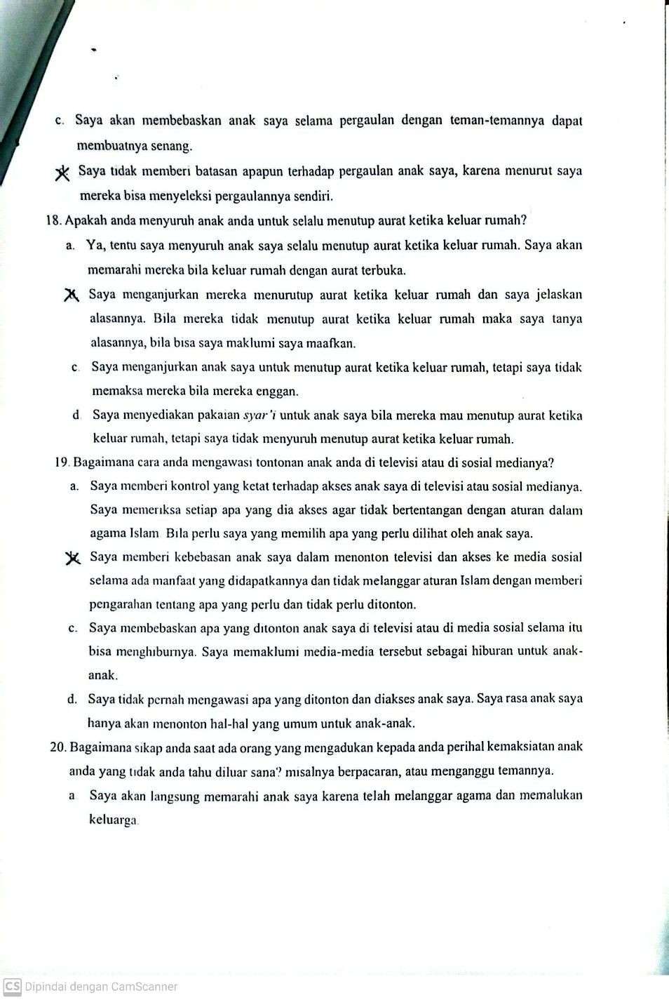 c. Saya akan membebaskan anak saya selama pergaulan dengan teman-temannya dapat
membuatnya senang.
Saya tidak memberi batasan apapun terhadap pergaulan anak saya, karena menurut saya
mereka bisa menyeleksi pergaulannya sendiri.
18. Apakah anda menyuruh anak anda untuk selalu menutup aurat ketika keluar rumah?
a. Ya, tentu saya menyuruh anak saya selalu menutup aurat ketika keluar rumah. Saya akan
memarahi mereka bila keluar rumah dengan aurat terbuka.
Saya menganjurkan mereka menurutup aurat ketika keluar rumah dan saya jelaskan
alasannya. Bila mereka tidak menutup aurat ketika keluar rumah maka saya tanya
alasannya, bila bisa saya maklumi saya maafkan.
c. Saya menganjurkan anak saya untuk menutup aurat ketika keluar rumah, tetapi saya tidak
memaksa mereka bila mereka enggan.
d. Saya menyediakan pakaian syar'i untuk anak saya bila mereka mau menutup aurat ketika
keluar rumah, tetapi saya tidak menyuruh menutup aurat ketika keluar rumah.
19. Bagaimana cara anda mengawasi tontonan anak anda di televisi atau di sosial medianya?
a. Saya memberi kontrol yang ketat terhadap akses anak saya di televisi atau sosial medianya.
Saya memeriksa setiap apa yang dia akses agar tidak bertentangan dengan aturan dalam
agama Islam. Bila perlu saya yang memilih apa yang perlu dilihat oleh anak saya.
Saya memberi kebebasan anak saya dalam menonton televisi dan akses ke media sosial
selama ada manfaat yang didapatkannya dan tidak melanggar aturan Islam dengan memberi
pengarahan tentang apa yang perlu dan tidak perlu ditonton.
c. Saya membebaskan apa yang ditonton anak saya di televisi atau di media sosial selama itu
bisa menghiburnya. Saya memaklumi media-media tersebut sebagai hiburan untuk anak-
anak.
d. Saya tidak pernah mengawasi apa yang ditonton dan diakses anak saya. Saya rasa anak saya
hanya akan menonton hal-hal yang umum untuk anak-anak.
20. Bagaimana sikap anda saat ada orang yang mengadukan kepada anda perihal kemaksiatan anak
anda yang tidak anda tahu diluar sana? misalnya berpacaran, atau menganggu temannya.
a Saya akan langsung memarahi anak saya karena telah melanggar agama dan memalukan
keluarga.
CS Dipindai dengan CamScanner